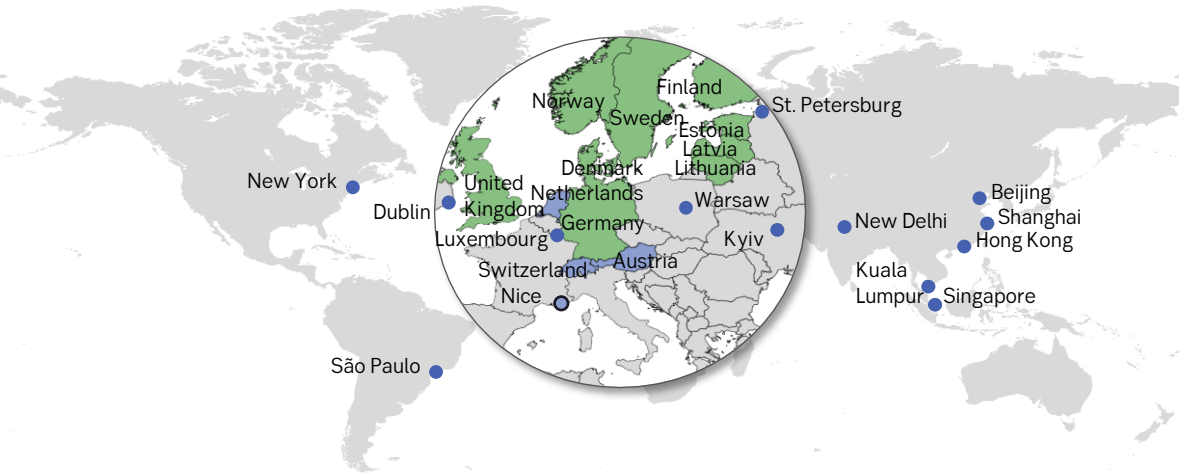 Norway
Finland
Sweden
St. Petersburg
Estonia
Latvia
Lithuania
Denmark
New York
United
Kingdom
Netherlands
Dublin
Germany
Warsaw
Luxembourg
Kyiv
Switzerland
Austria
Nice
Beijing
New Delhi
Shanghai
Hong Kong
Kuala
Lumpur
Singapore
São Paulo